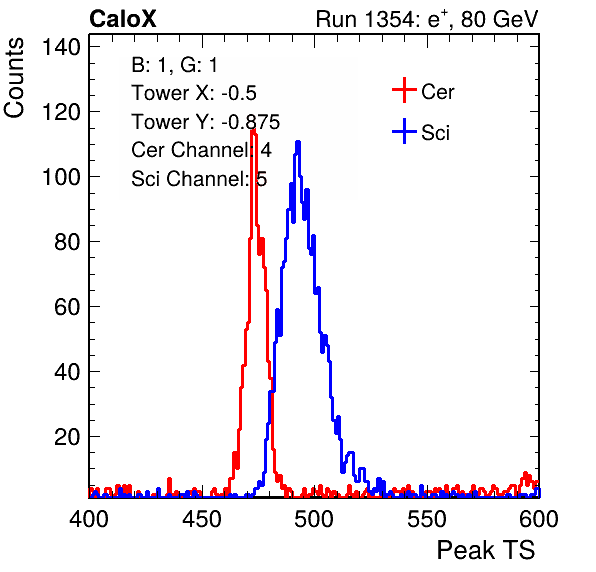 CaloX Run 1354: e+, 80 GeV
Counts
140
120
100
80
60
40
20
B: 1, G: 1
Tower X: -0.5
Tower Y: -0.875
Cer Channel: 4
Sci Channel: 5
Cer
Sci
400 450 500 550 600
Peak TS